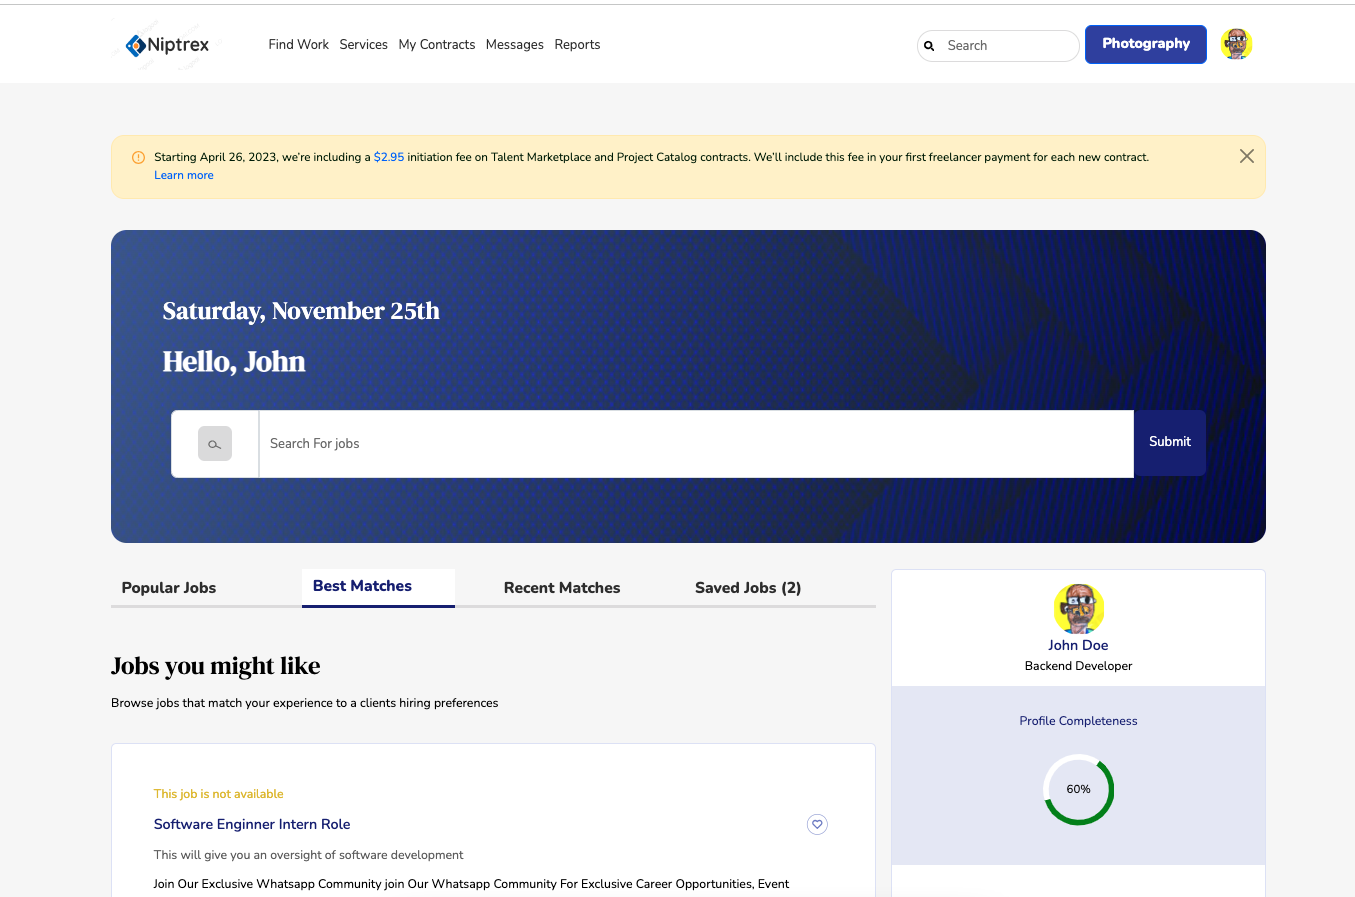 Niptrex
Find Work Services My Contracts Messages Reports
Search
Photography
Starting April 26, 2023, we're including a $2.95 initiation fee on Talent Marketplace and Project Catalog contracts. We'll include this fee in your first freelancer payment for each new contract.
Learn more
Saturday, November 25th
Hello, John
Search For jobs
Submit
Popular Jobs
Best Matches
Recent Matches
Saved Jobs (2)
Jobs you might like
Browse jobs that match your experience to a clients hiring preferences
This job is not available
Software Enginner Intern Role
This will give you an oversight of software development
Join Our Exclusive Whatsapp Community join Our Whatsapp Community For Exclusive Career Opportunities, Event
John Doe
Backend Developer
Profile Completeness
60%